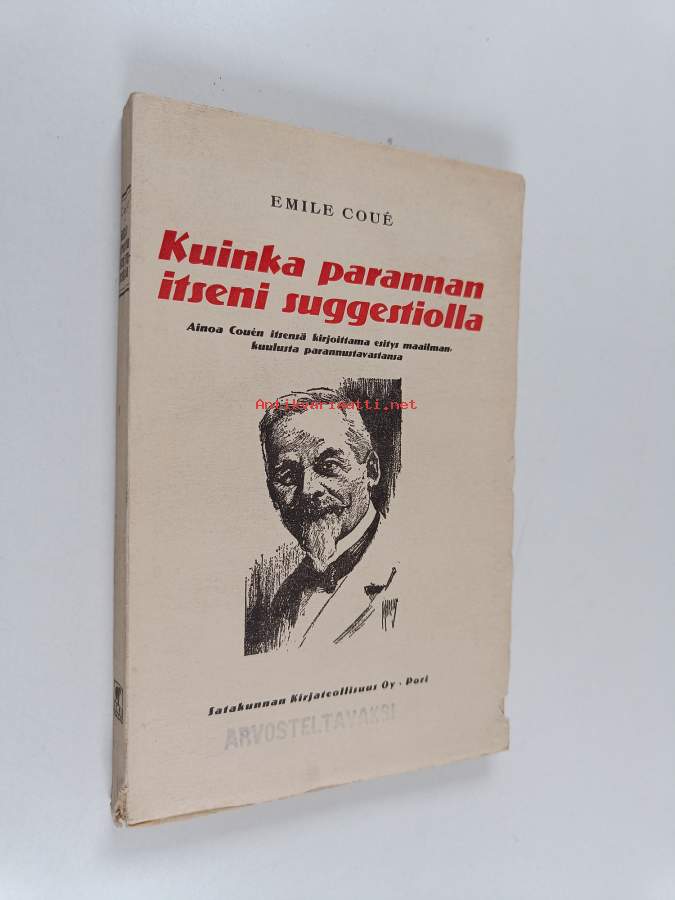 EMILE COUÉ
Kuinka parannan
itseni suggestiolla
Ainoa Couén itsensä kirjoittama esitys maailman-
kuulusta parannustavastansa
Antikvariaatti.net
Satakunnan Kirjateollisuus Oy - Pori
ARVOSTELTAVAKSI